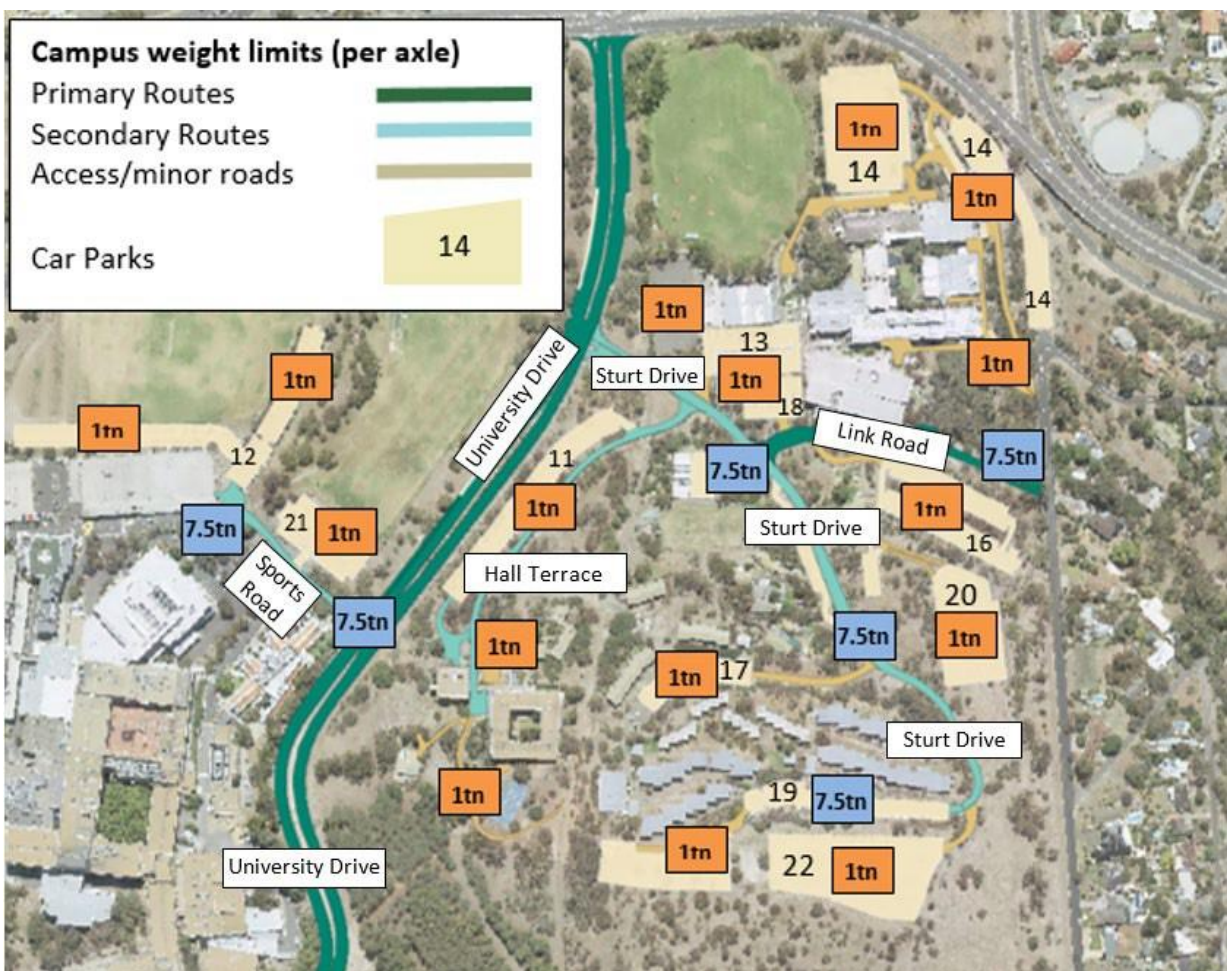 Campus weight limits (per axle)
Primary Routes
Secondary Routes
Access/minor roads
Car Parks
14
1tn
14
14
1tn
14
1tn
1tn
13
1tn
18
University Drive
Sturt Drive
1tn
1tn
12
11
Link Road
7.5tn
7.5tn
7.5tn
21
1tn
1tn
Sturt Drive
1tn
16
Sports
Road
Hall Terrace
20
7.5tn
7.5tn
1tn
1tn
1tn
17
Sturt Drive
1tn
19
7.5tn
1tn
22
1tn
University Drive